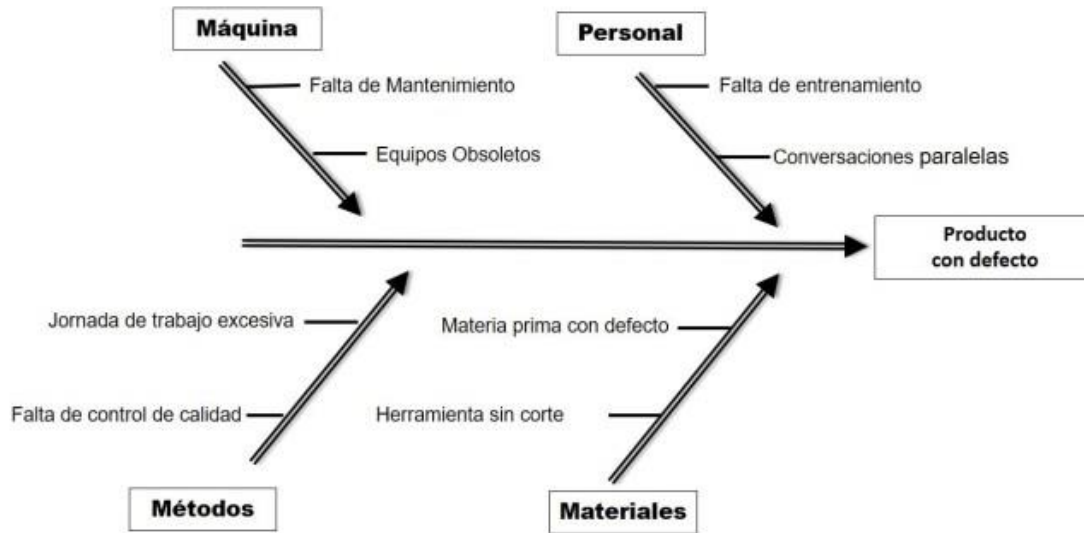 Máquina
Personal
Falta de Mantenimiento
Falta de entrenamiento
Equipos Obsoletos
Conversaciones paralelas
Producto
con defecto
Jornada de trabajo excesiva
Materia prima con defecto
Falta de control de calidad
Herramienta sin corte
Métodos
Materiales